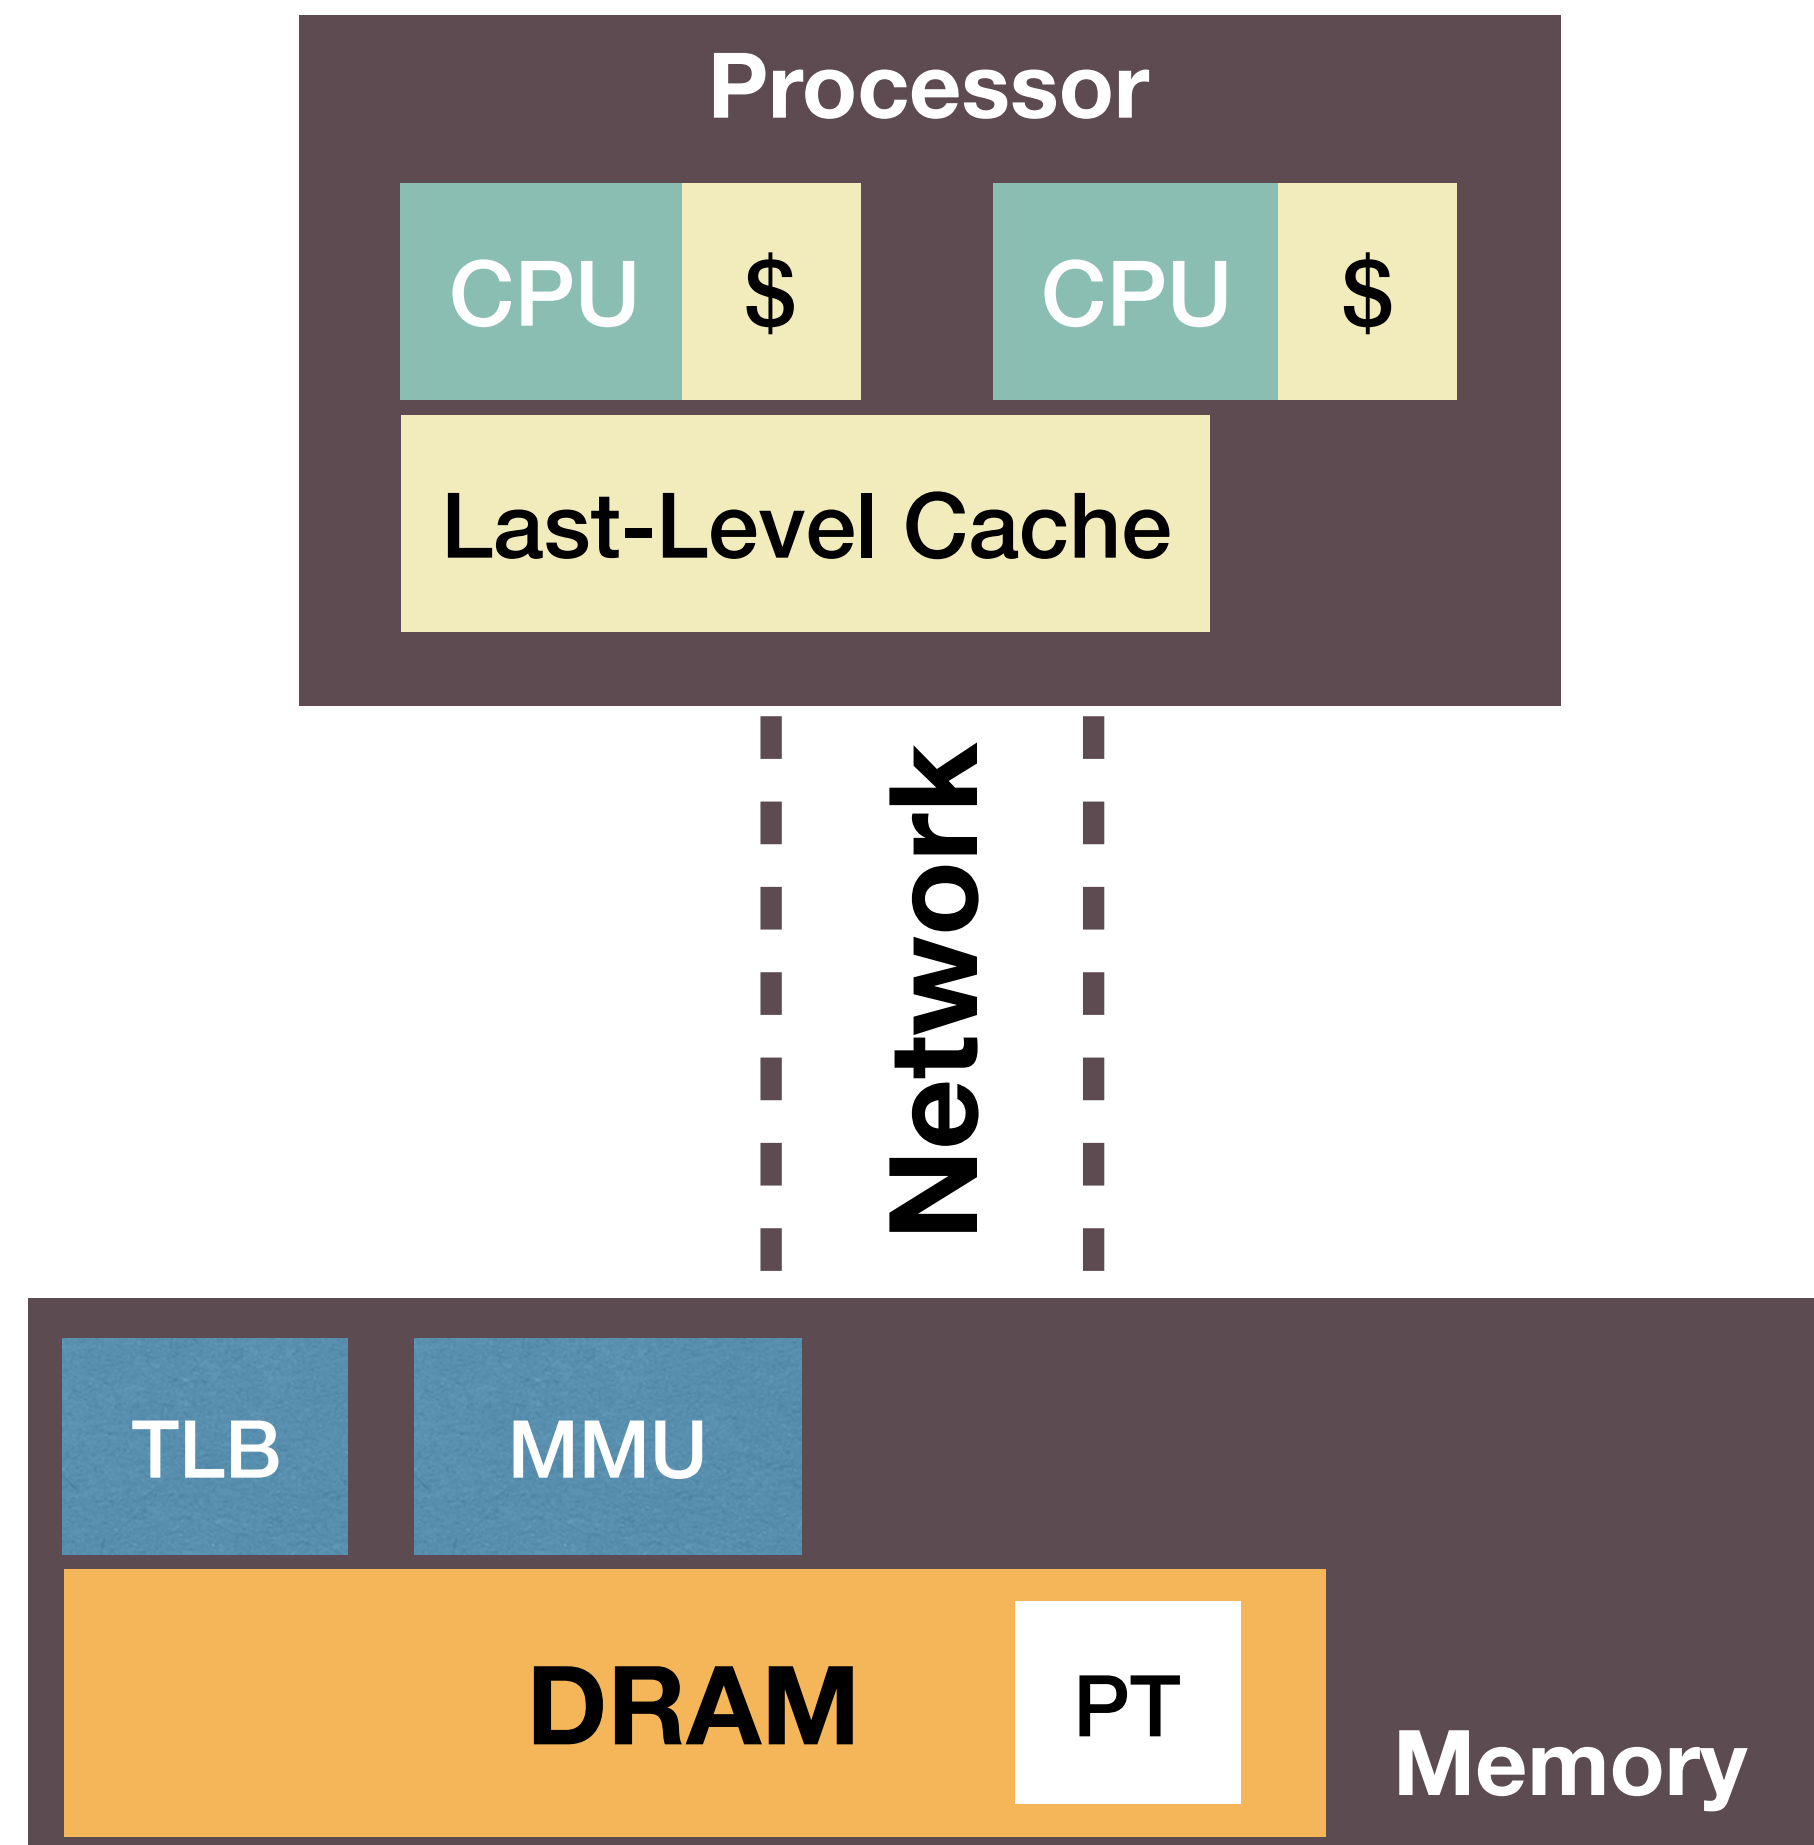 Processor
CPU $ CPU $
Last-Level Cache
Network
TLB MMU
DRAM PT
Memory